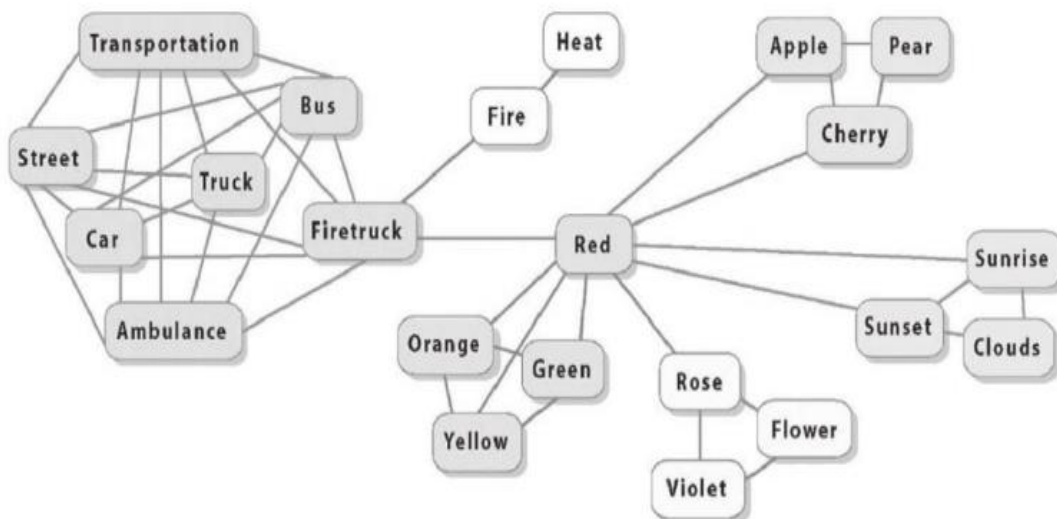 Transportation
Heat
Apple
Pear
Bus
Fire
Cherry
Street
Truck
Car
Firetruck
Red
Sunrise
Ambulance
Sunset
Orange
Clouds
Green
Rose
Yellow
Flower
Violet